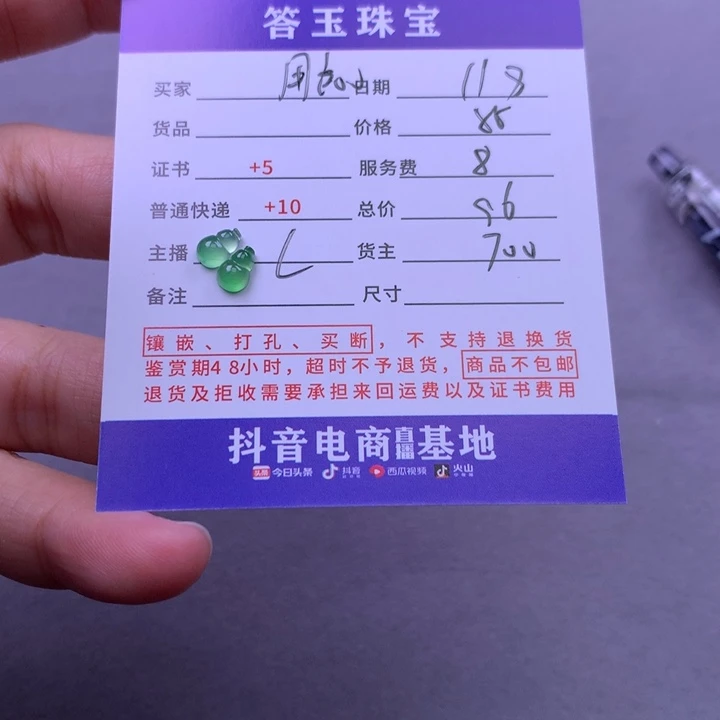 答玉珠宝
买家 日期 118
货品 价格 85
证书 +5 服务费 8
普通快递 +10 总价 96
主播 L 货主 700
备注 尺寸
镶嵌、打孔、买断，不支持退换货
鉴赏期48小时，超时不予退货，商品不包邮
退货及拒收需要承担来回运费以及证书费用
抖音电商直播基地
头条 今日头条 抖音 西瓜视频 火山